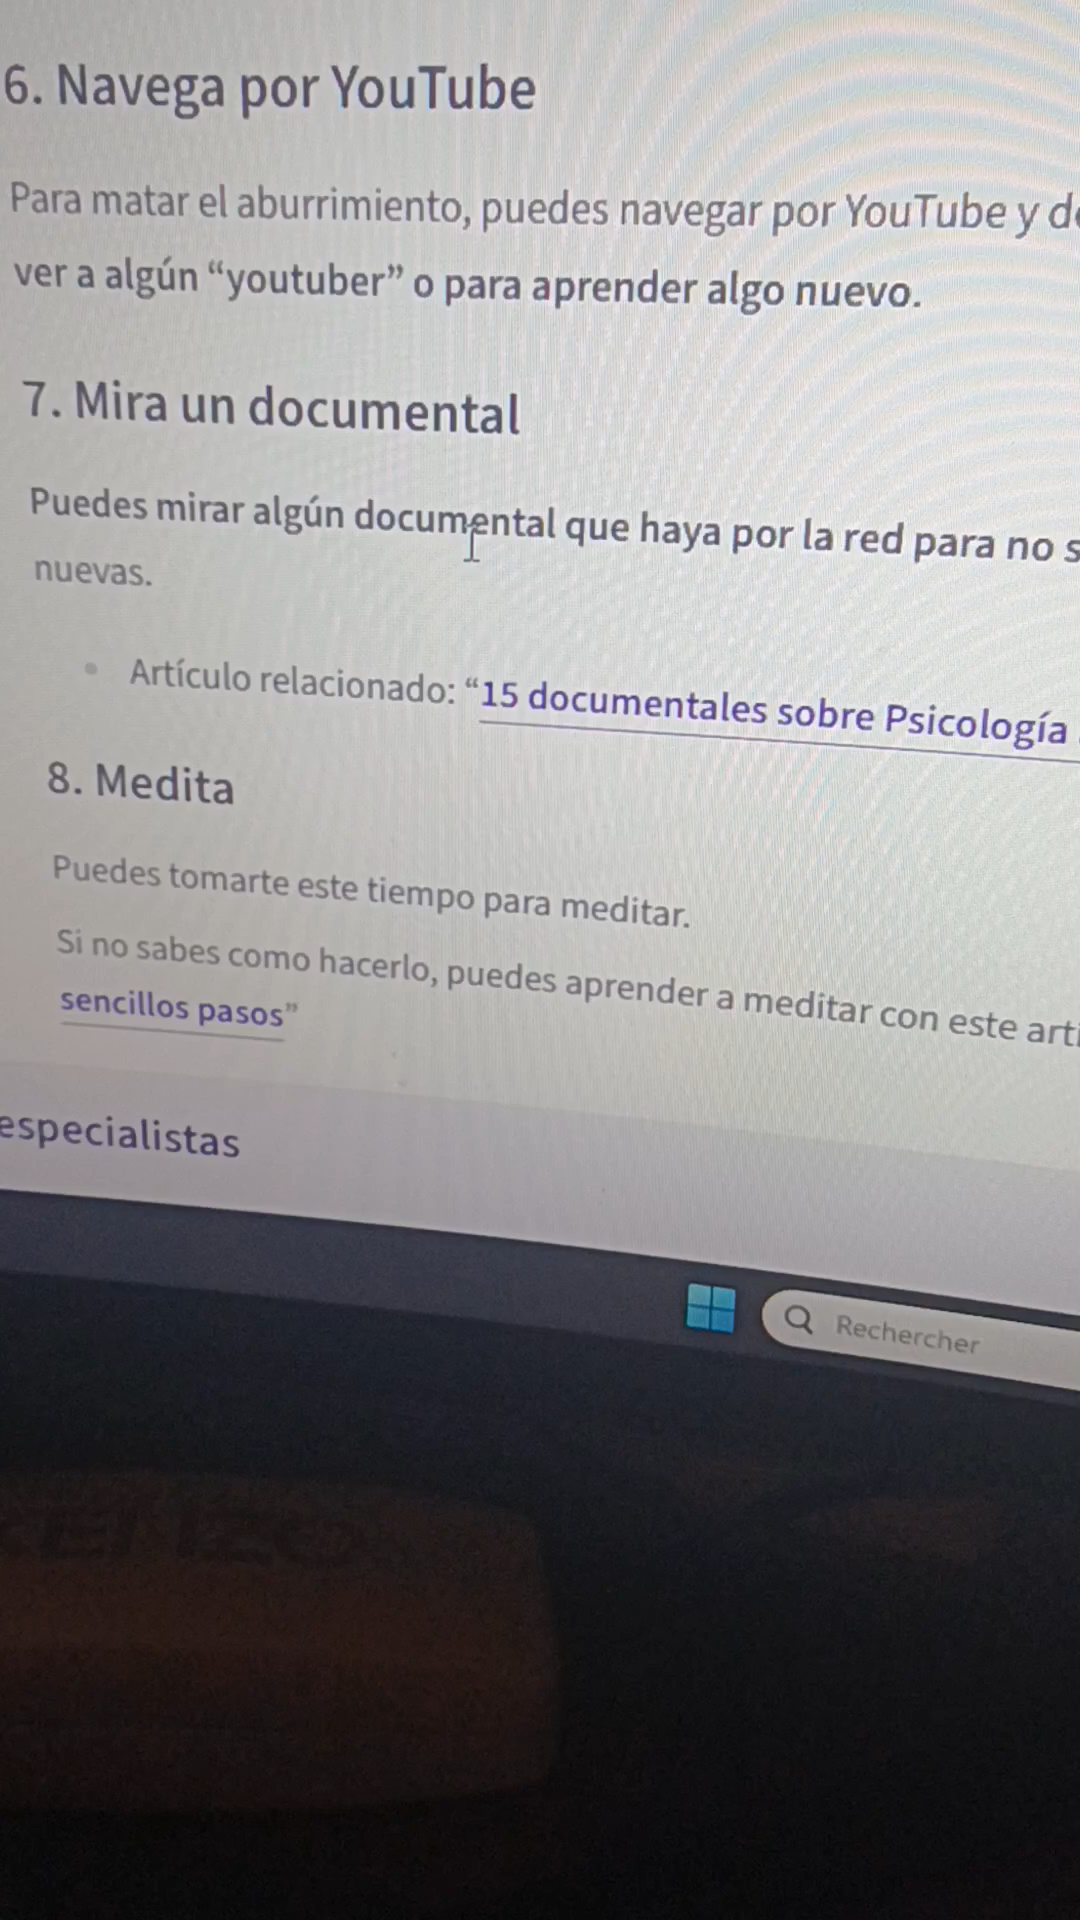 6. Navega por YouTube
Para matar el aburrimiento, puedes navegar por YouTube y
ver a algún “youtuber” o para aprender algo nuevo.
7. Mira un documental
Puedes mirar algún documental que haya por la red para no
nuevas.
Artículo relacionado: “15 documentales sobre Psicología
8. Medita
Puedes tomarte este tiempo para meditar.
Si no sabes como hacerlo, puedes aprender a meditar con este
sencillos pasos”
especialistas
Rechercher